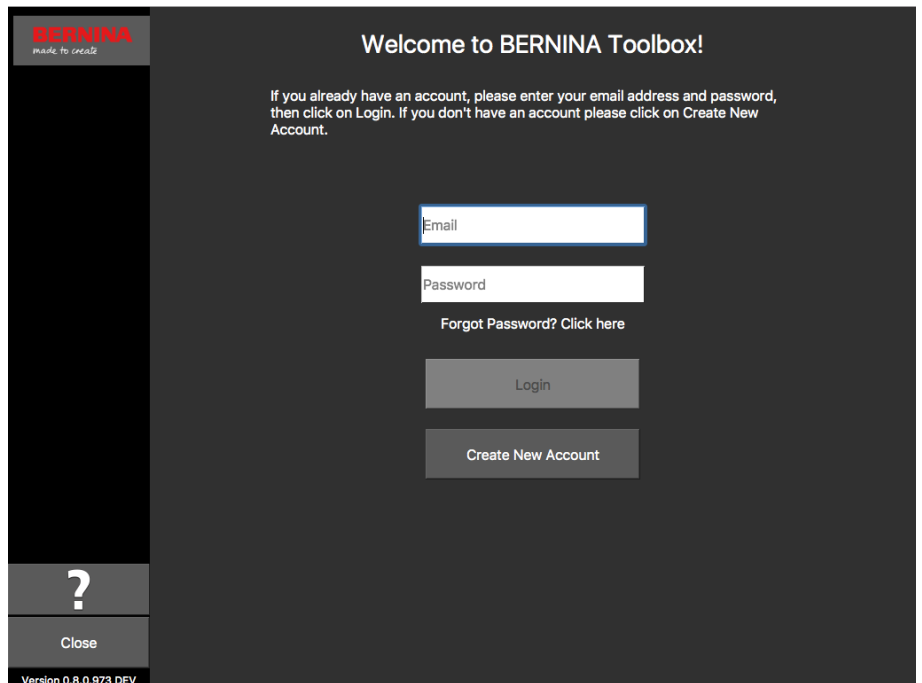 BERNINA
made to create
Welcome to BERNINA Toolbox!
If you already have an account, please enter your email address and password,
then click on Login. If you don't have an account please click on Create New
Account.
Email
Password
Forgot Password? Click here
Login
Create New Account
?
Close
Version 0.8.0.973 DEV